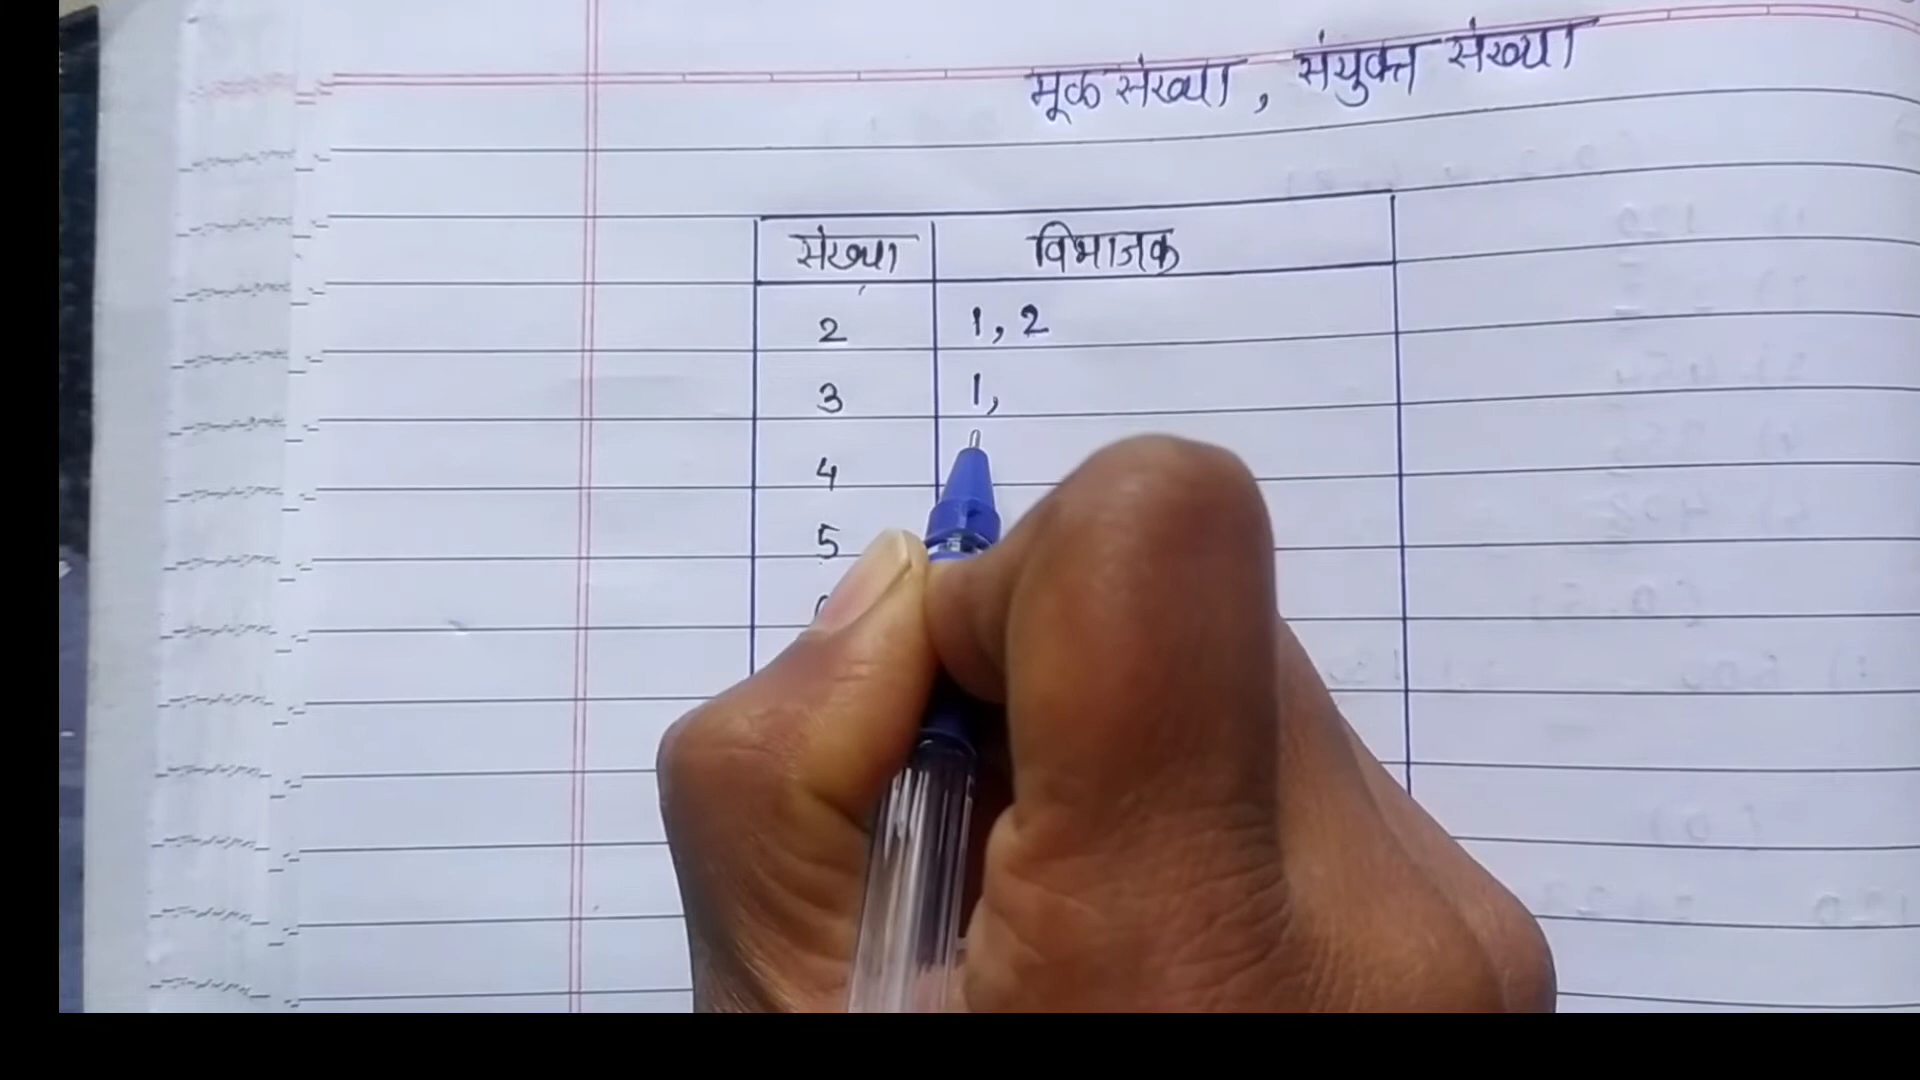 मूळ संख्या, संयुक्त संख्या
संख्या विभाजक
2 1, 2
3 1,
4
5